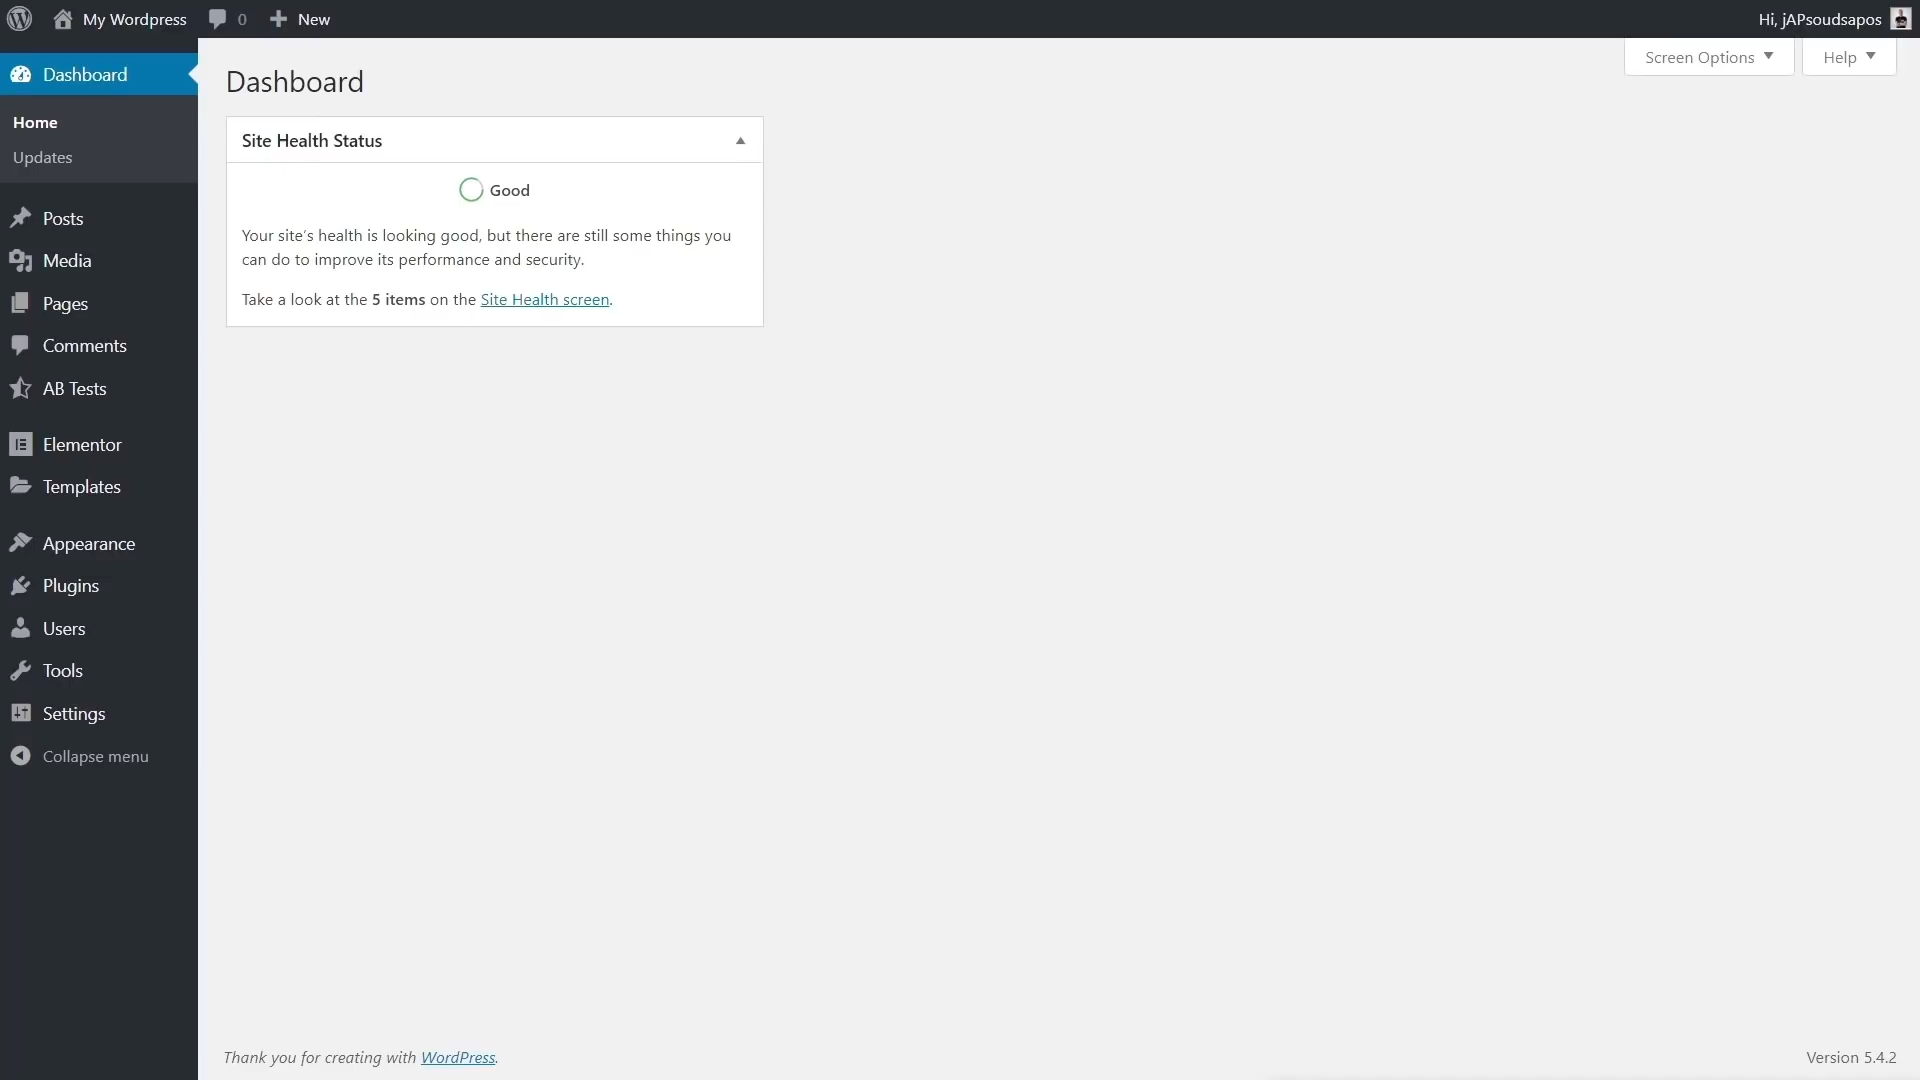 My Wordpress
0
New
Hi, jAPsoudsapos
Screen Options
Help
Dashboard
Home
Updates
Posts
Media
Pages
Comments
AB Tests
Elementor
Templates
Appearance
Plugins
Users
Tools
Settings
Collapse menu
Dashboard
Site Health Status
Good
Your site's health is looking good, but there are still some things you
can do to improve its performance and security.
Take a look at the 5 items on the Site Health screen.
Thank you for creating with WordPress.
Version 5.4.2